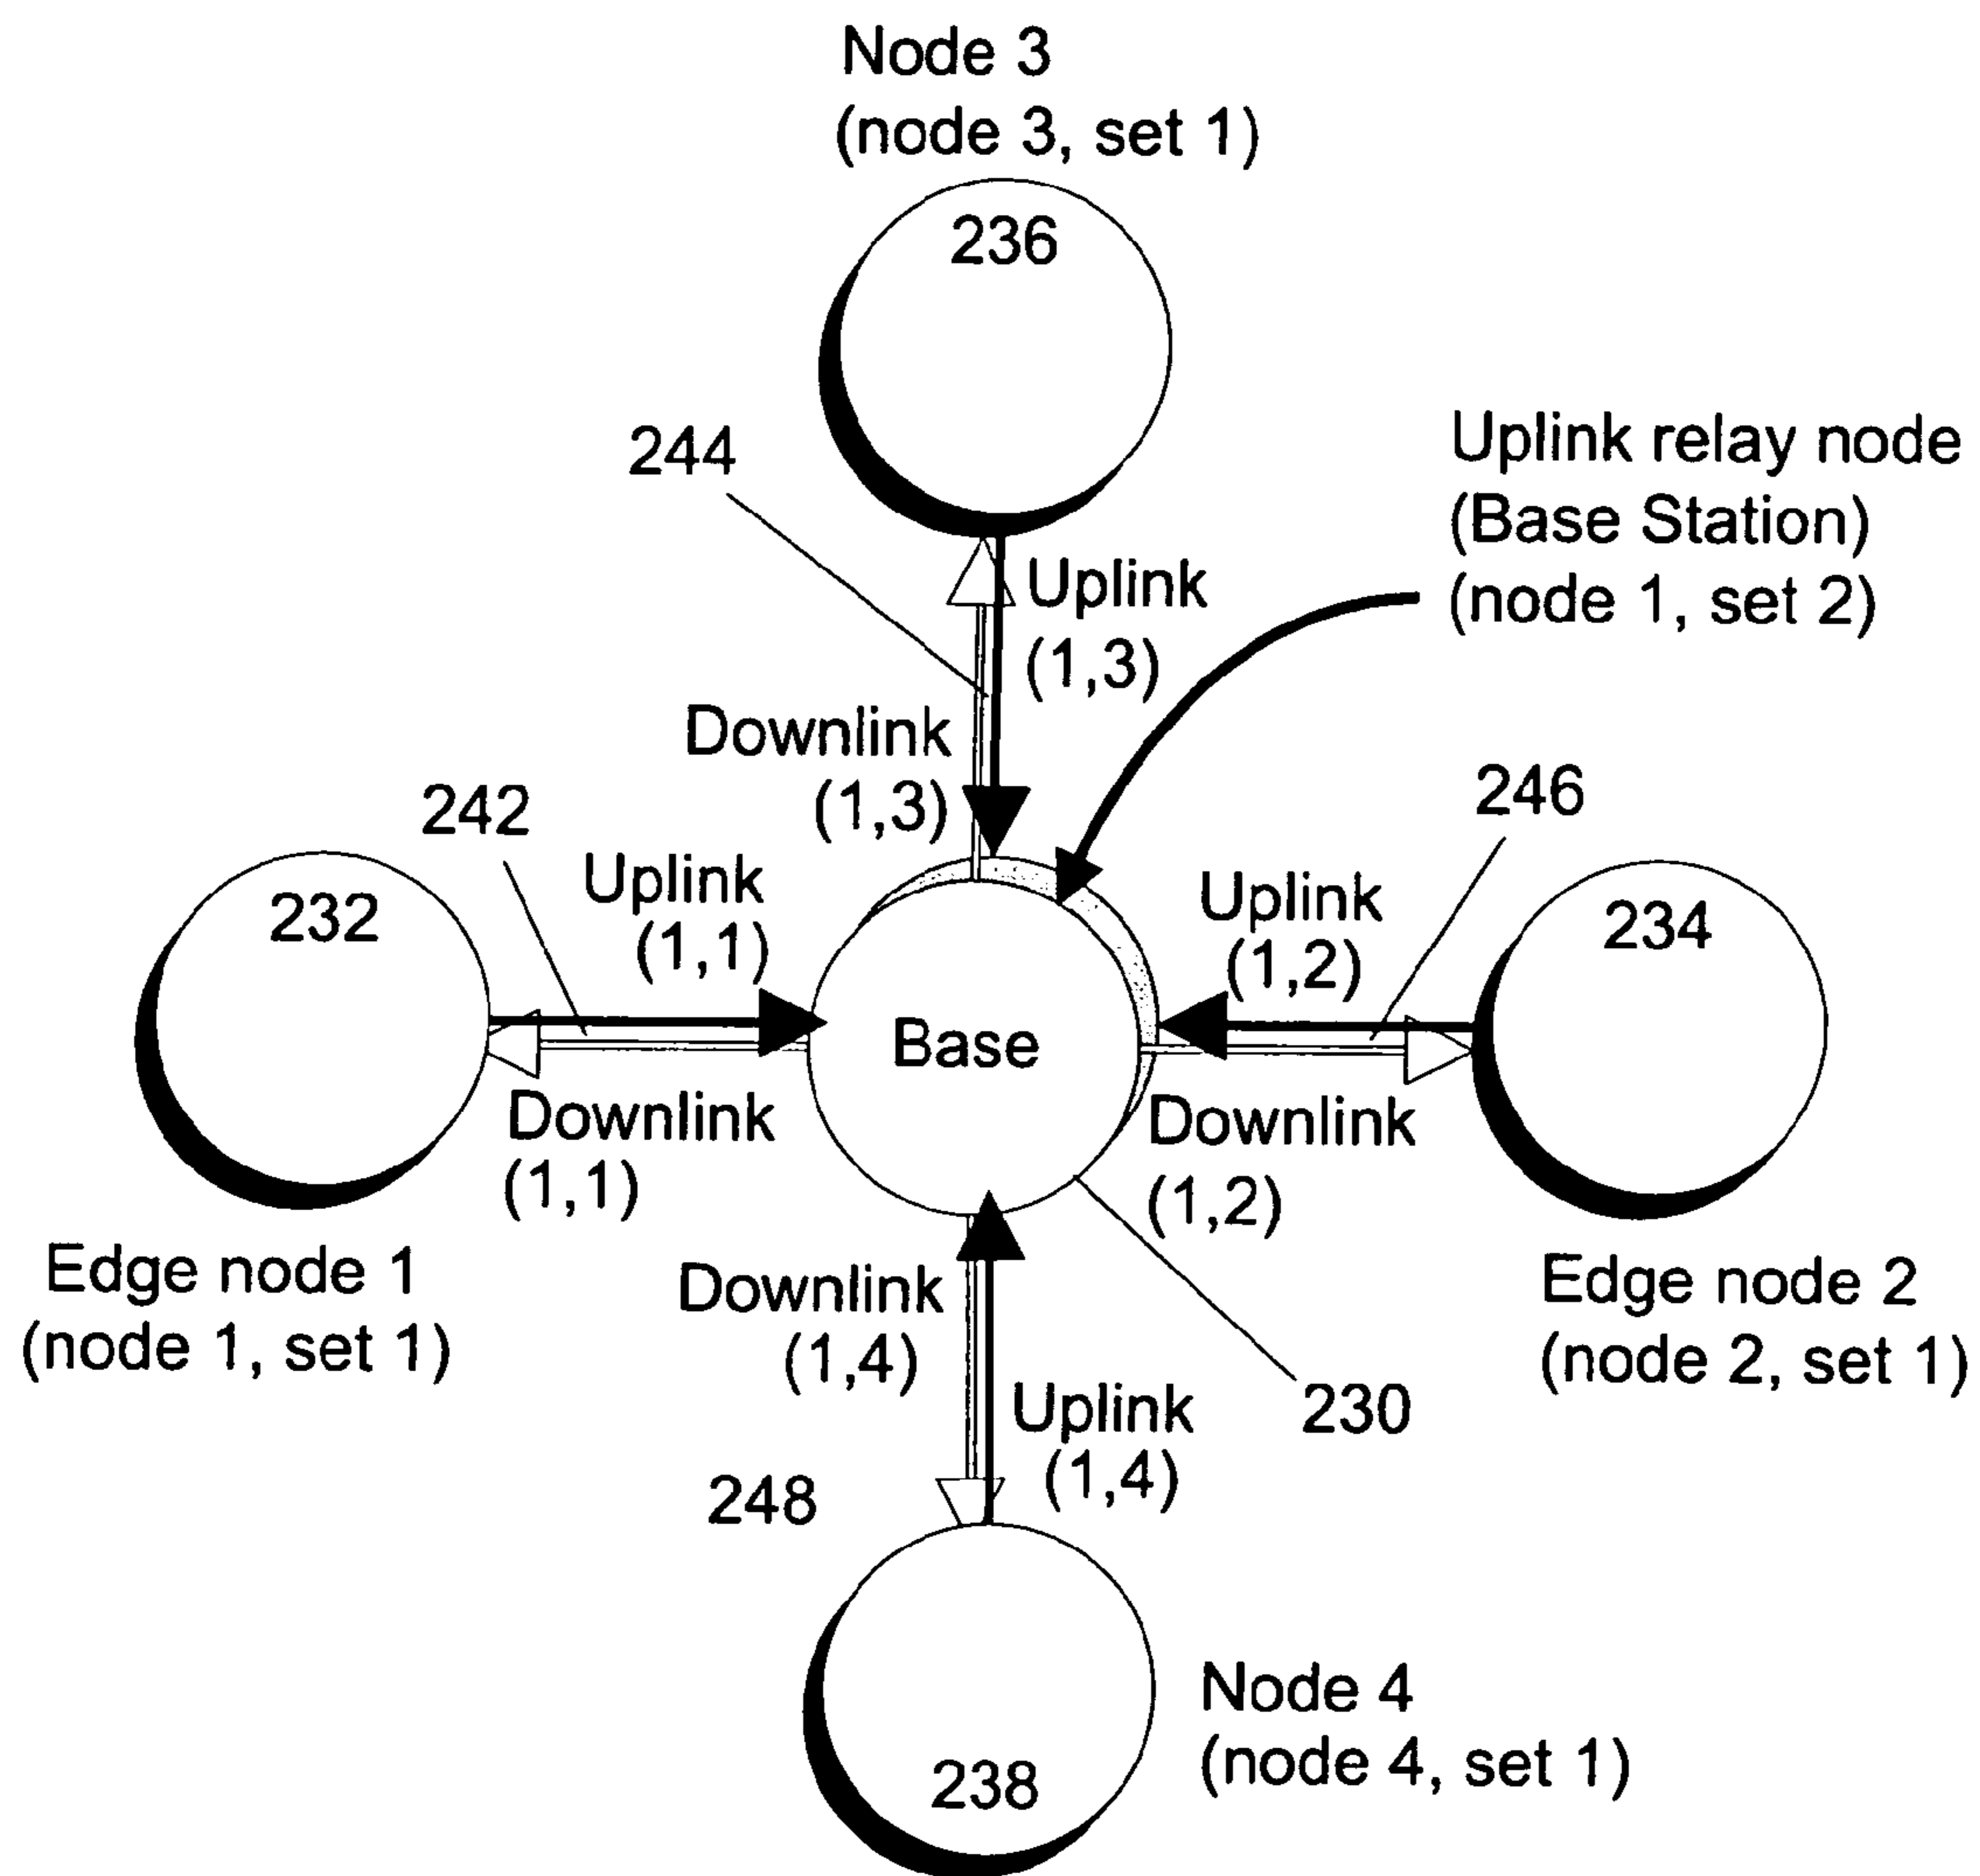 Node 3
(node 3, set 1)
236
244
Uplink relay node
(Base Station)
(node 1, set 2)
Uplink
(1,3)
Downlink
(1,3)
242
246
Uplink
(1,1)
Uplink
(1,2)
232
234
Base
Downlink
(1,1)
Downlink
(1,2)
Edge node 1
(node 1, set 1)
Edge node 2
(node 2, set 1)
Downlink
(1,4)
Uplink
(1,4)
230
248
Node 4
(node 4, set 1)
238